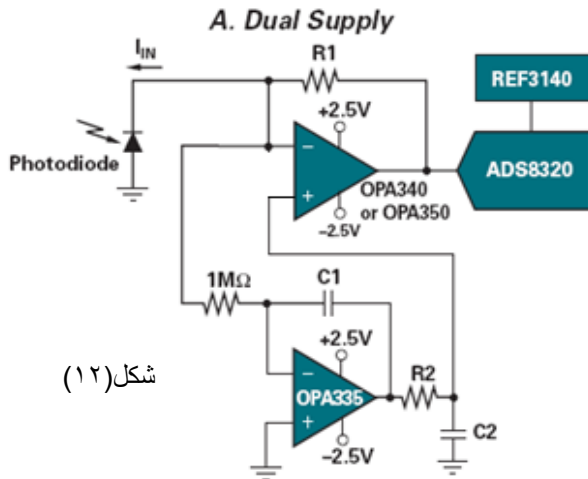 A. Dual Supply
I_IN
R1
REF3140
+2.5V
Photodiode
−
+
ADS8320
OPA340
or OPA350
−2.5V
1MΩ
C1
+2.5V
شكل(١٢)
−
OPA335
+
R2
C2
−2.5V